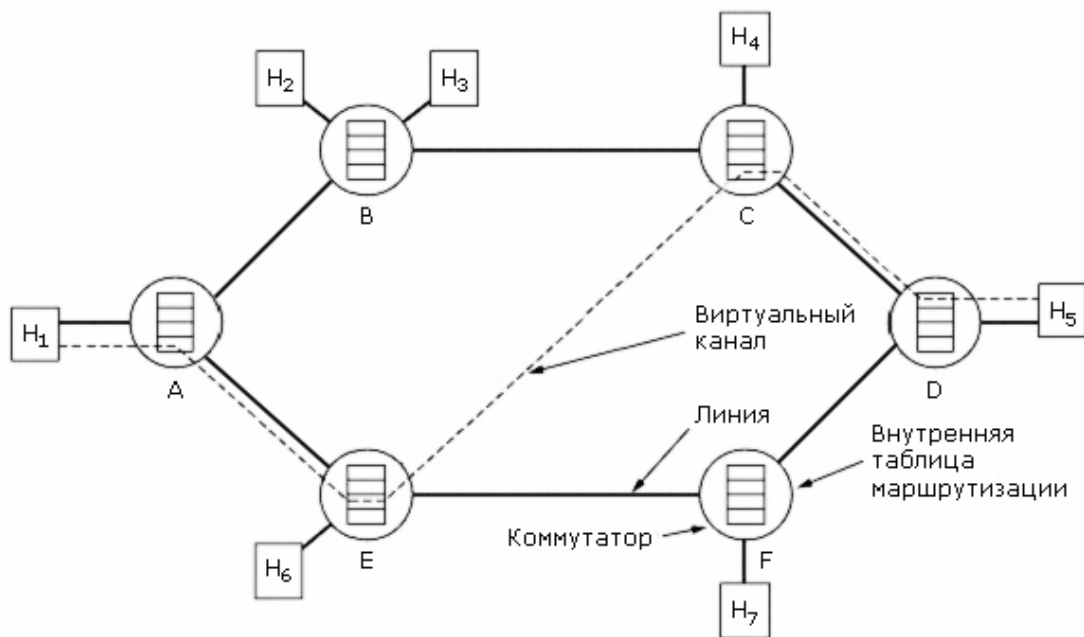 H2
H3
H4
B
C
H1
A
Виртуальный
канал
H5
D
Линия
Внутренняя
таблица
маршрутизации
H6
E
Коммутатор
F
H7